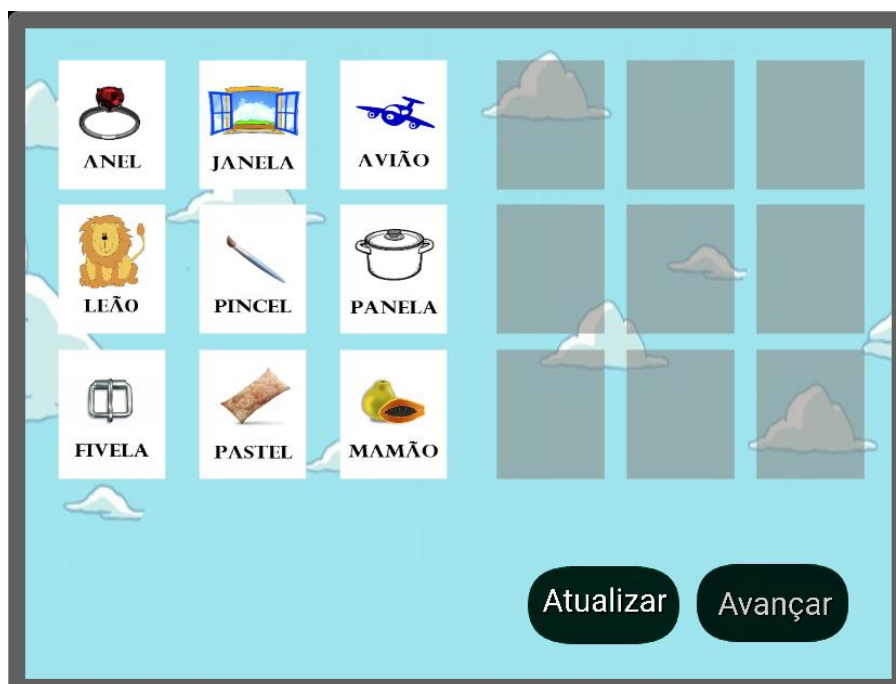 ANEL JANELA AVIÃO
LEÃO PINCEL PANELA
FIVELA PASTEL MAMÃO
Atualizar Avançar